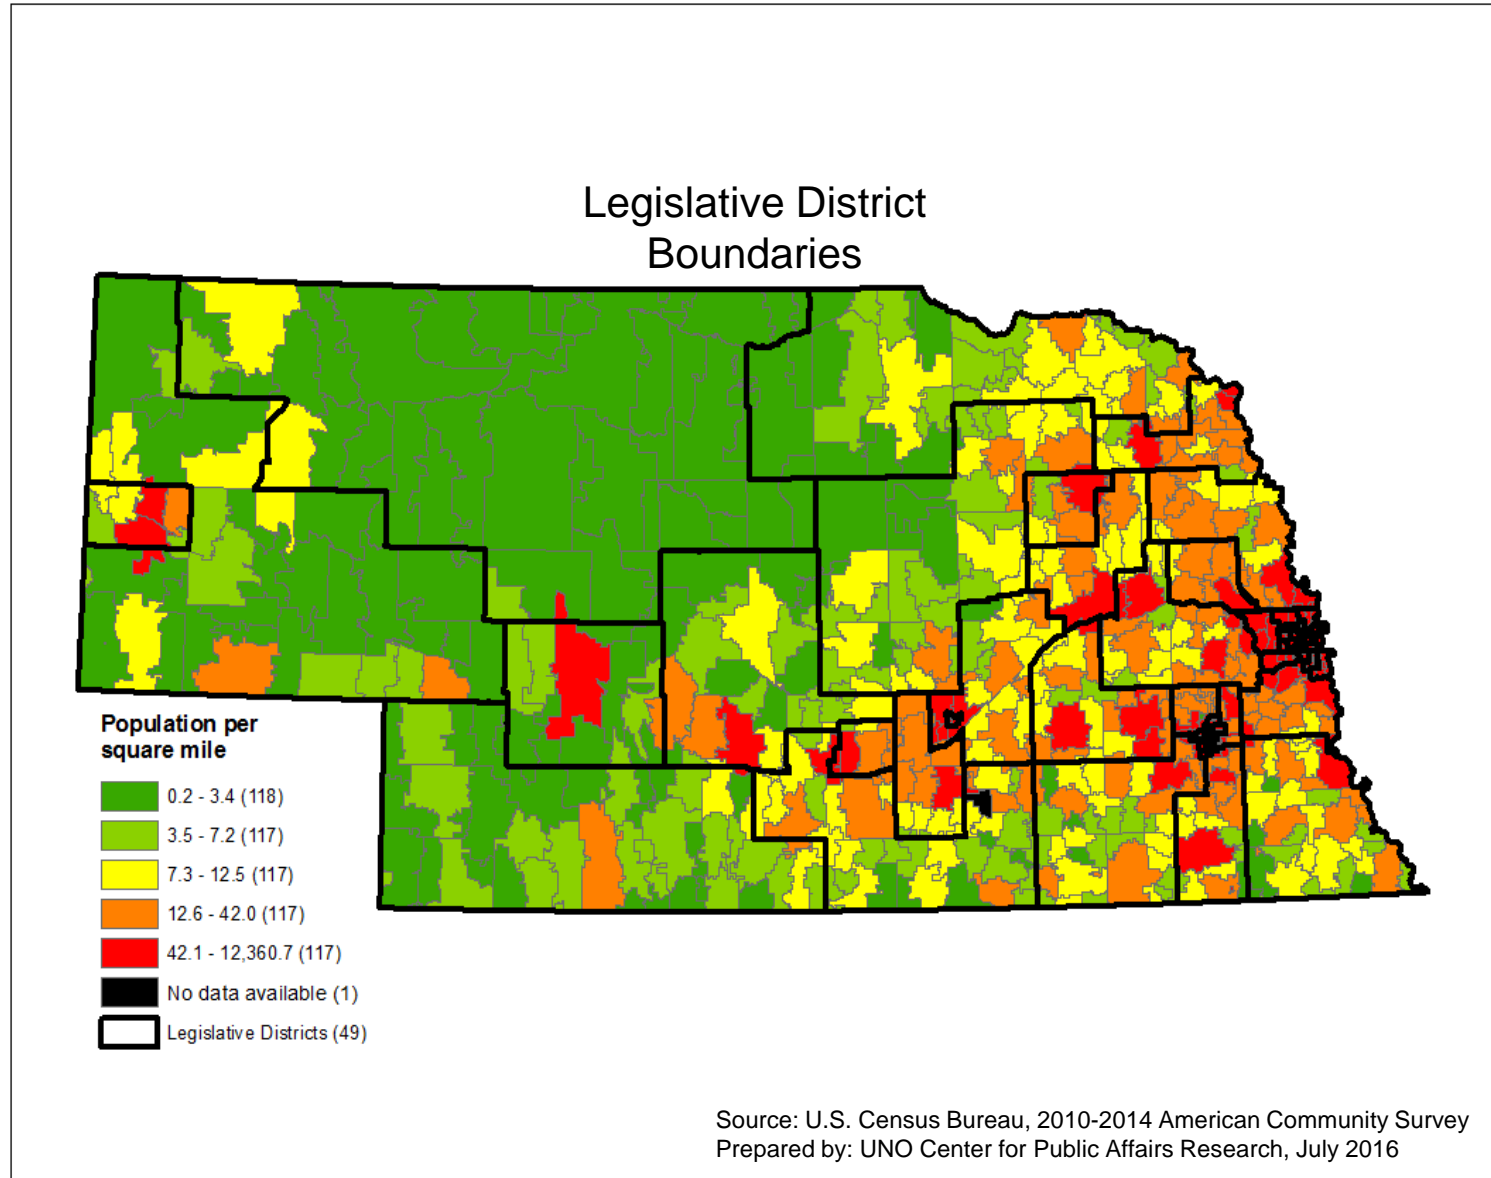 Legislative District
Boundaries
Population per
square mile
0.2 - 3.4 (118)
3.5 - 7.2 (117)
7.3 - 12.5 (117)
12.6 - 42.0 (117)
42.1 - 12,360.7 (117)
No data available (1)
Legislative Districts (49)
Source: U.S. Census Bureau, 2010-2014 American Community Survey
Prepared by: UNO Center for Public Affairs Research, July 2016